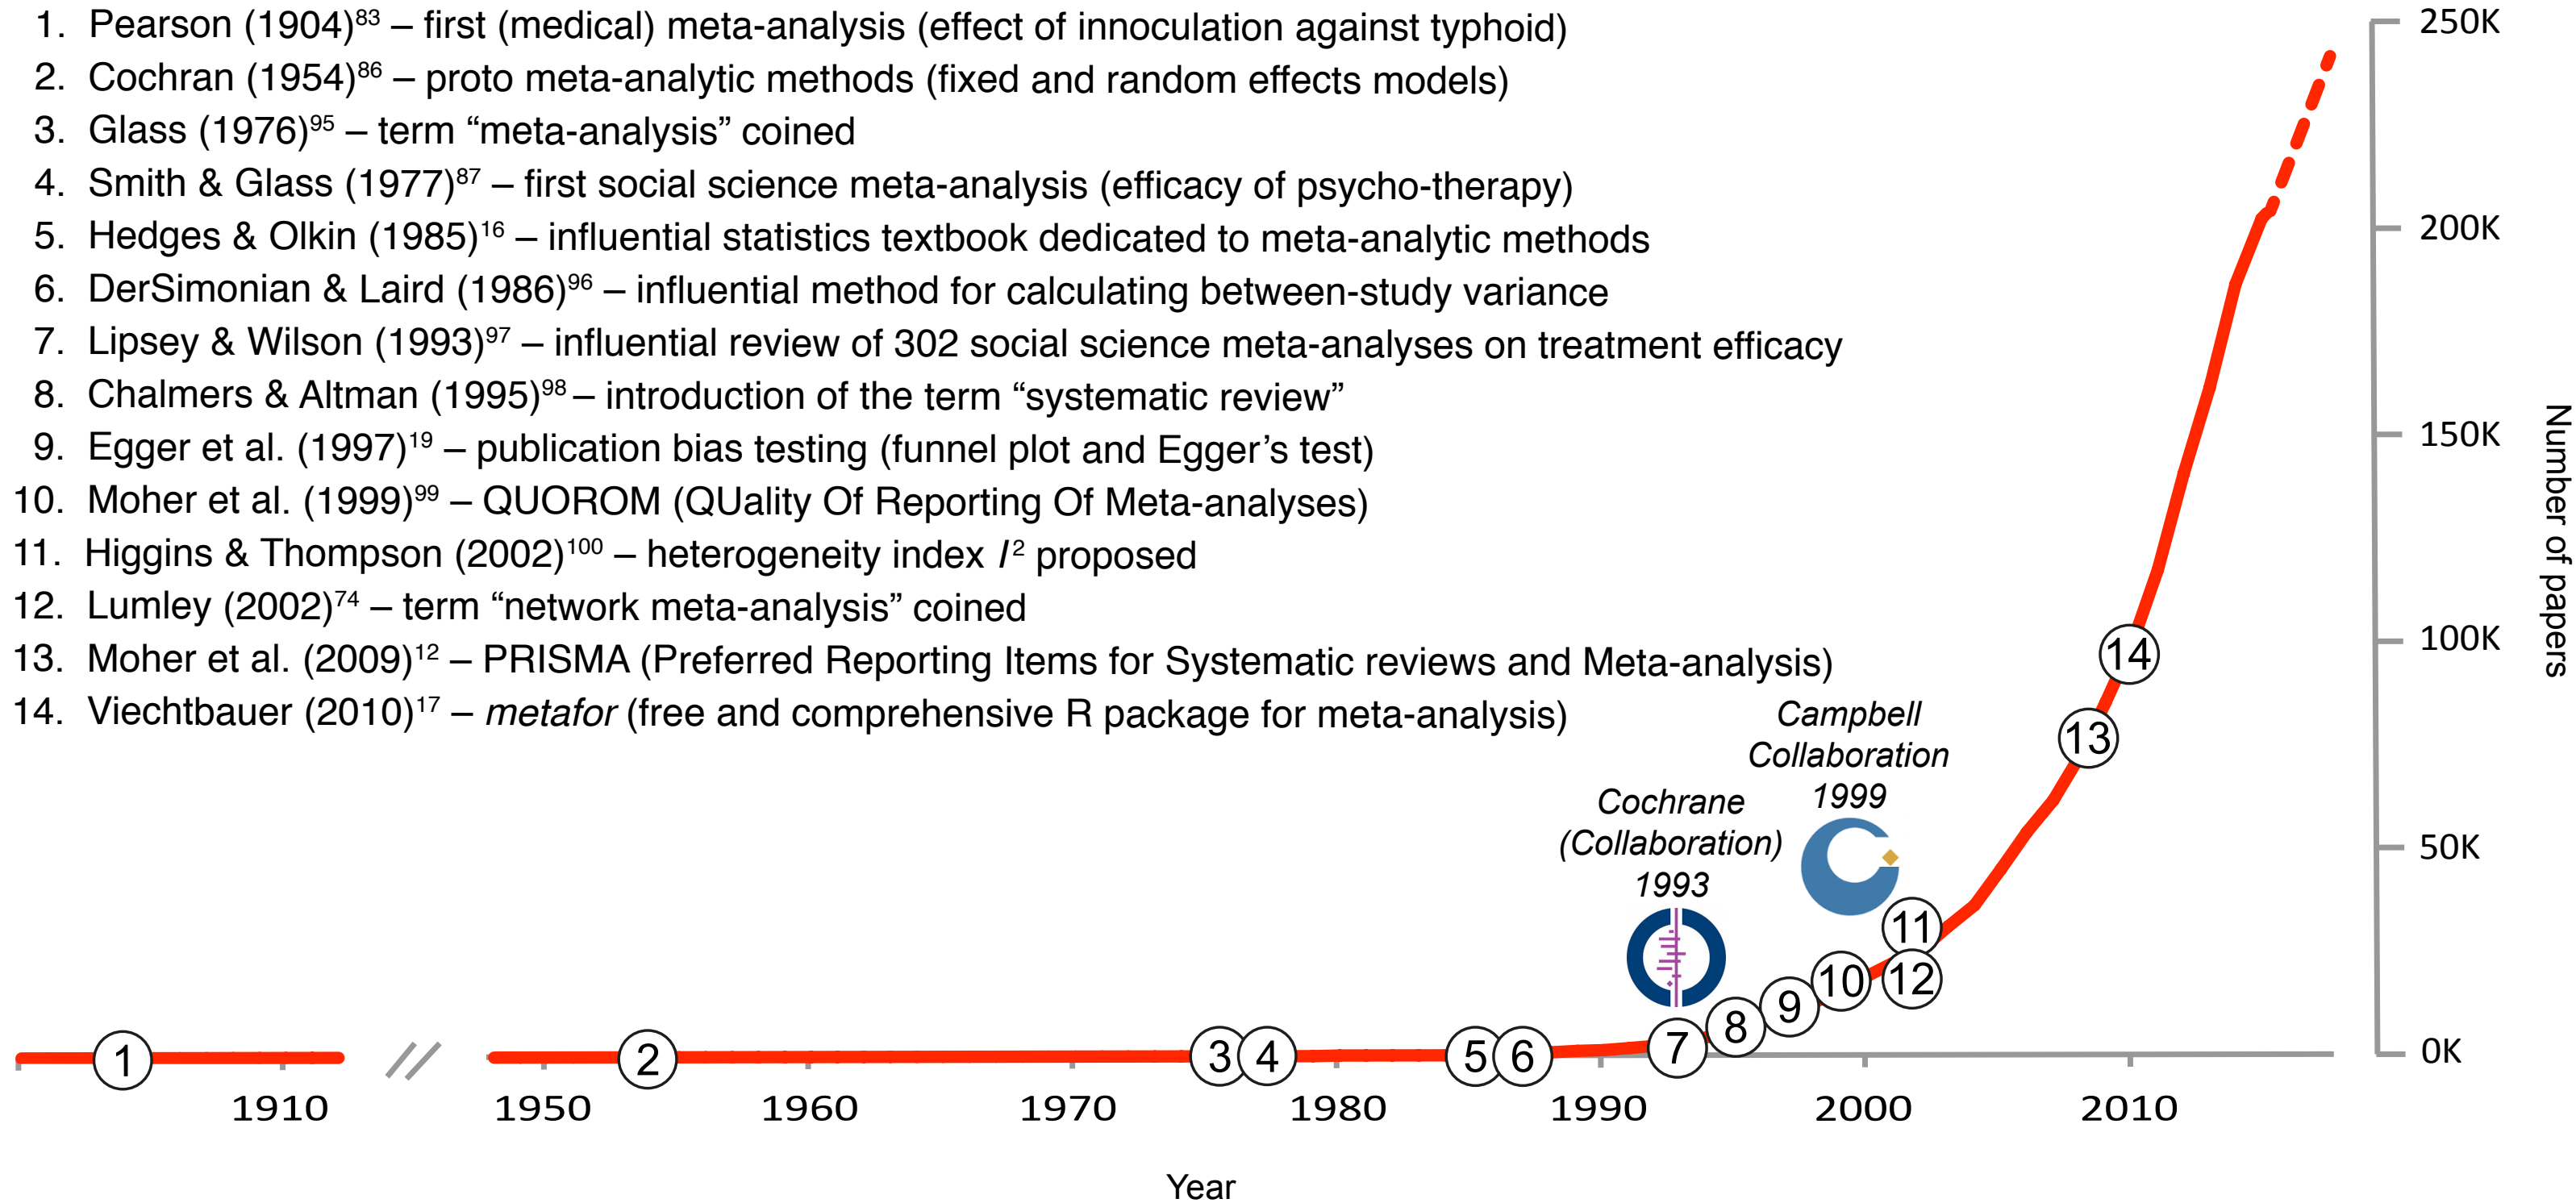 1. Pearson (1904)83 – first (medical) meta-analysis (effect of innoculation against typhoid)
2. Cochran (1954)86 – proto meta-analytic methods (fixed and random effects models)
3. Glass (1976)95 – term “meta-analysis” coined
4. Smith & Glass (1977)87 – first social science meta-analysis (efficacy of psycho-therapy)
5. Hedges & Olkin (1985)16 – influential statistics textbook dedicated to meta-analytic methods
6. DerSimonian & Laird (1986)96 – influential method for calculating between-study variance
7. Lipsey & Wilson (1993)97 – influential review of 302 social science meta-analyses on treatment efficacy
8. Chalmers & Altman (1995)98 – introduction of the term “systematic review”
9. Egger et al. (1997)19 – publication bias testing (funnel plot and Egger’s test)
10. Moher et al. (1999)99 – QUOROM (QUality Of Reporting Of Meta-analyses)
11. Higgins & Thompson (2002)100 – heterogeneity index I2 proposed
12. Lumley (2002)74 – term “network meta-analysis” coined
13. Moher et al. (2009)12 – PRISMA (Preferred Reporting Items for Systematic reviews and Meta-analysis)
14. Viechtbauer (2010)17 – metafor (free and comprehensive R package for meta-analysis)
Campbell
Collaboration
1999
Cochrane
(Collaboration)
1993
1
2
3
4
5
6
7
8
9
10
11
12
13
14
250K
200K
150K
100K
50K
0K
Number of papers
1910
1950
1960
1970
1980
1990
2000
2010
Year